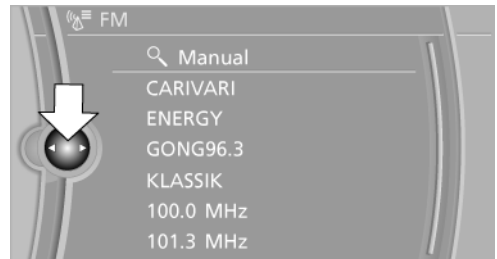 FM
Manual
CARIVARI
ENERGY
GONG96.3
KLASSIK
100.0 MHz
101.3 MHz